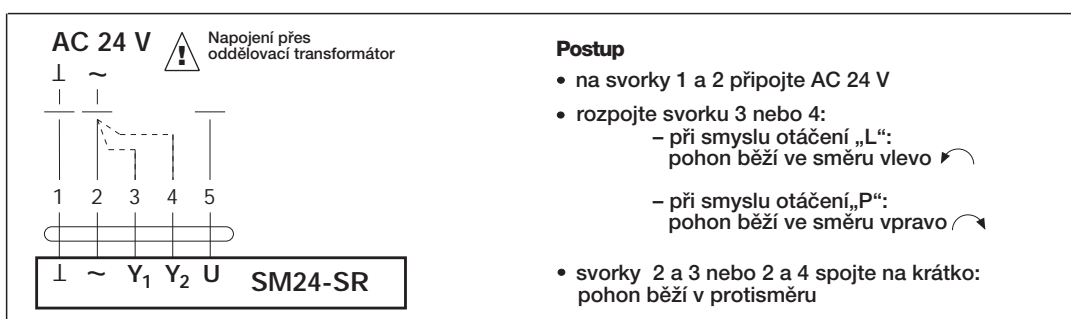 AC 24 V
Napojení přes
oddělovací transformátor
⊥ ~
1 2 3 4 5
⊥ ~ Y1 Y2 U SM24-SR
Postup
• na svorky 1 a 2 připojte AC 24 V
• rozpojte svorku 3 nebo 4:
– při smyslu otáčení „L“:
pohon běží ve směru vlevo
– při smyslu otáčení„P“:
pohon běží ve směru vpravo
• svorky 2 a 3 nebo 2 a 4 spojte na krátko:
pohon běží v protisměru